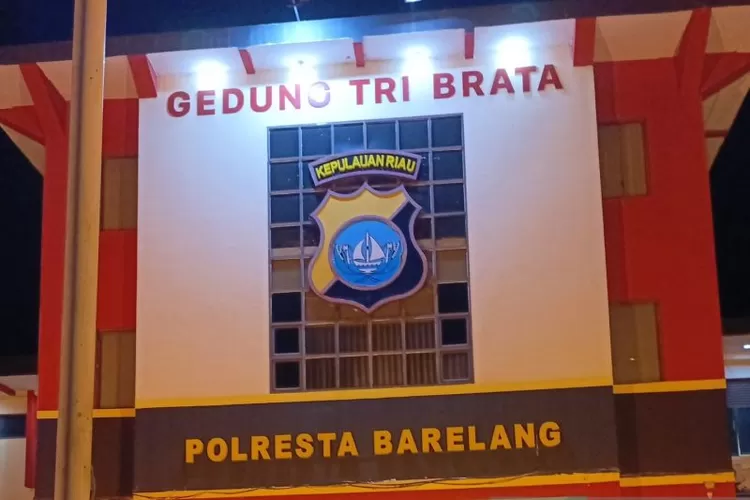 GEDUNG TRI BRATA
KEPULAUAN RIAU
POLRESTA BARELANG